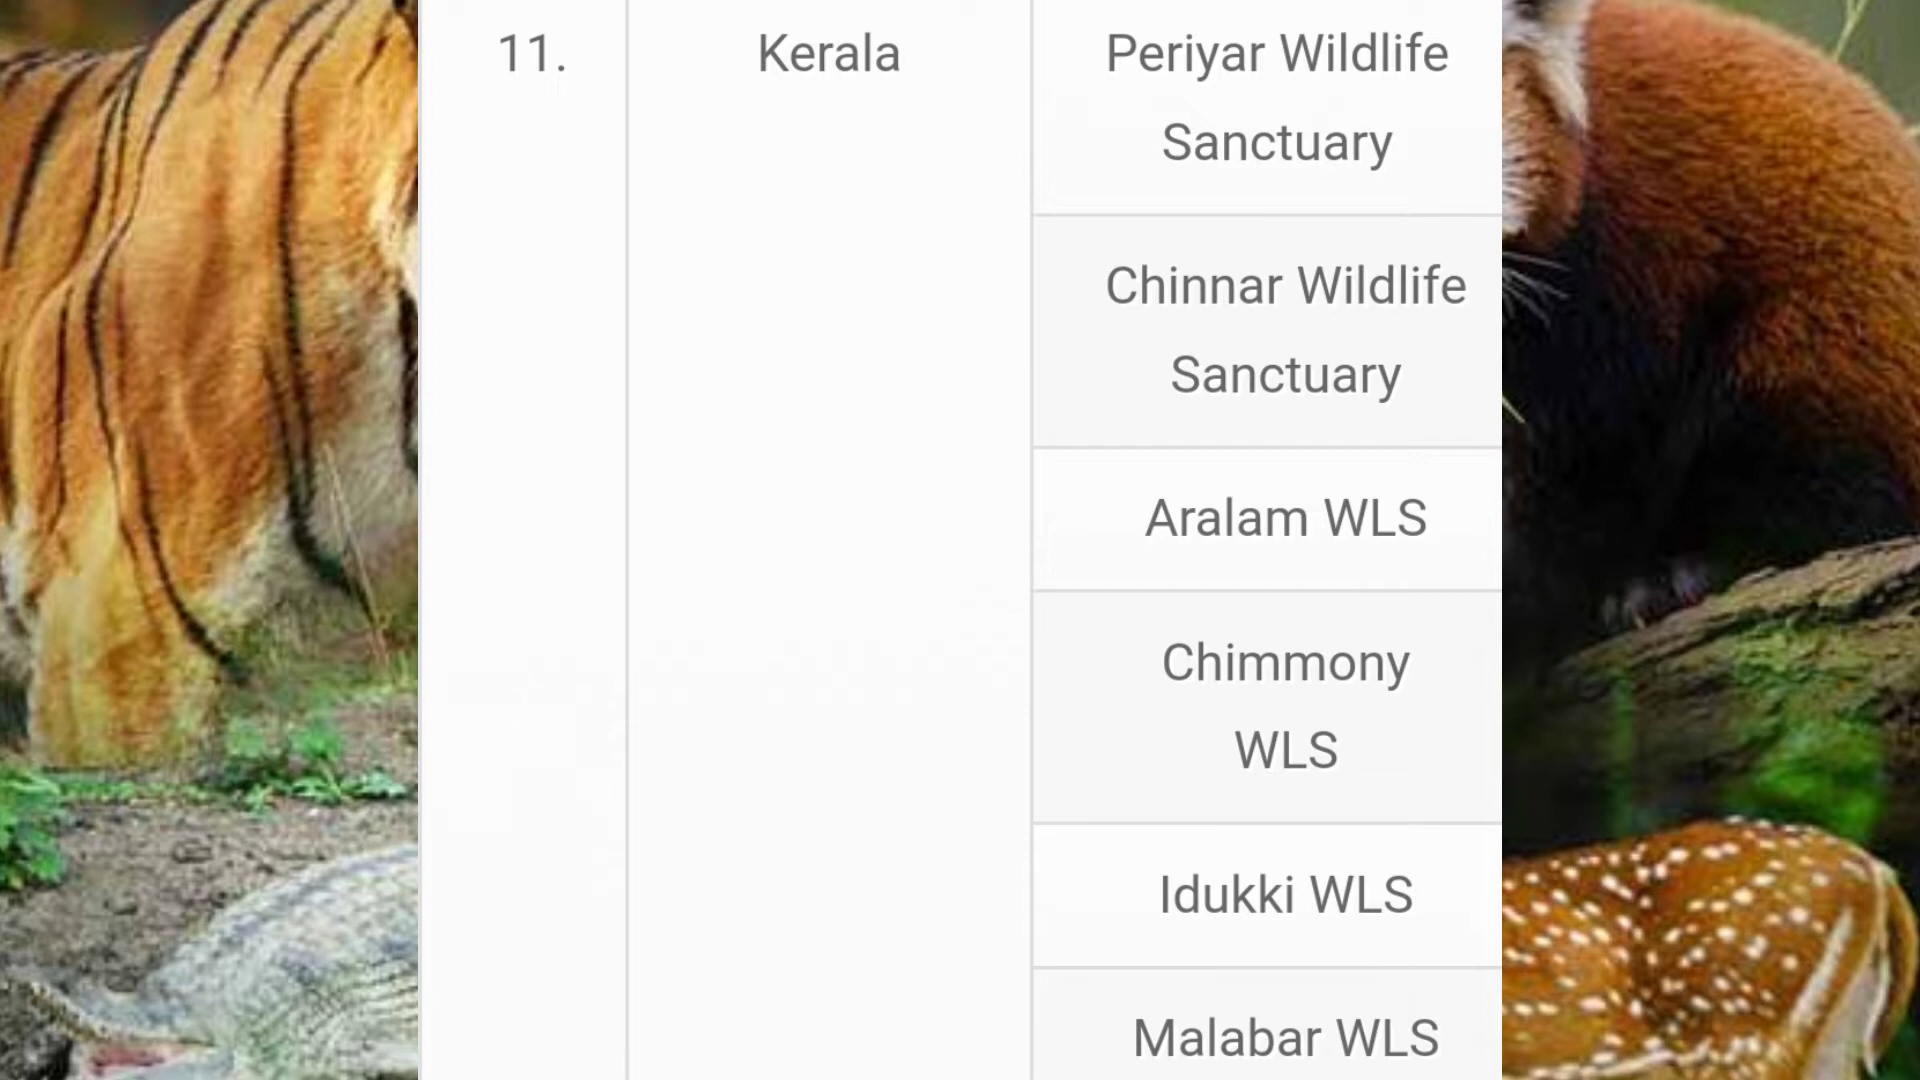 11.
Kerala
Periyar Wildlife
Sanctuary
Chinnar Wildlife
Sanctuary
Aralam WLS
Chimmony
WLS
Idukki WLS
Malabar WLS